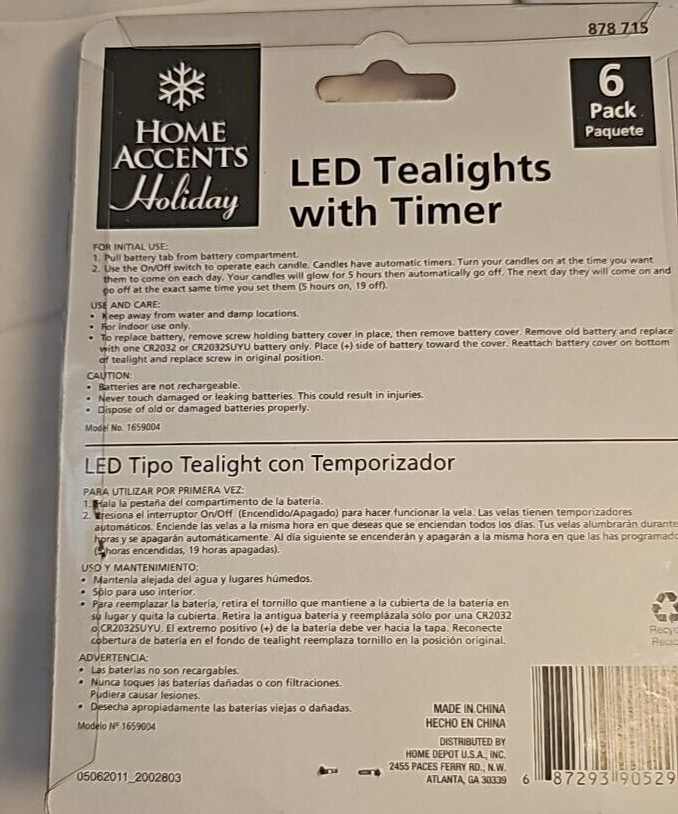 878 715
HOME
ACCENTS
Holiday
6
Pack
Paquete
LED Tealights
with Timer
FOR INITIAL USE:
1. Pull battery tab from battery compartment.
2. Use the On/Off switch to operate each candle. Candles have automatic timers. Turn your candles on at the time you want
them to come on each day. Your candles will glow for 5 hours then automatically go off. The next day they will come on and
go off at the exact same time you set them (5 hours on, 19 off).
USE AND CARE:
• Keep away from water and damp locations.
• For indoor use only.
• To replace battery, remove screw holding battery cover in place, then remove battery cover. Remove old battery and replace
with one CR2032 or CR2032SUYU battery only. Place (+) side of battery toward the cover. Reattach battery cover on bottom
of tealight and replace screw in original position.
CAUTION:
• Batteries are not rechargeable.
• Never touch damaged or leaking batteries. This could result in injuries.
• Dispose of old or damaged batteries properly.
Model No. 1659004
LED Tipo Tealight con Temporizador
PARA UTILIZAR POR PRIMERA VEZ:
1. Hala la pestaña del compartimento de la batería.
2. Presiona el interruptor On/Off (Encendido/Apagado) para hacer funcionar la vela. Las velas tienen temporizadores
automáticos. Enciende las velas a la misma hora en que deseas que se enciendan todos los días. Tus velas alumbrarán durante
horas y se apagarán automáticamente. Al día siguiente se encenderán y apagarán a la misma hora en que las has programado
(5 horas encendidas, 19 horas apagadas).
USO Y MANTENIMIENTO:
• Mantenla alejada del agua y lugares húmedos.
• Sólo para uso interior.
• Para reemplazar la batería, retira el tornillo que mantiene a la cubierta de la batería en
su lugar y quita la cubierta. Retira la antigua batería y reemplázala sólo por una CR2032
o CR2032SUYU. El extremo positivo (+) de la batería debe ver hacia la tapa. Reconecte
cobertura de batería en el fondo de tealight reemplaza tornillo en la posición original.
ADVERTENCIA:
• Las baterías no son recargables.
• Nunca toques las baterías dañadas o con filtraciones.
Pudiera causar lesiones.
• Desecha apropiadamente las baterías viejas o dañadas.
Modelo Nº 1659004
05062011_2002803
MADE IN CHINA
HECHO EN CHINA
DISTRIBUTED BY
HOME DEPOT U.S.A., INC.
2455 PACES FERRY RD., N.W.
ATLANTA, GA 30339
6 87293 90529